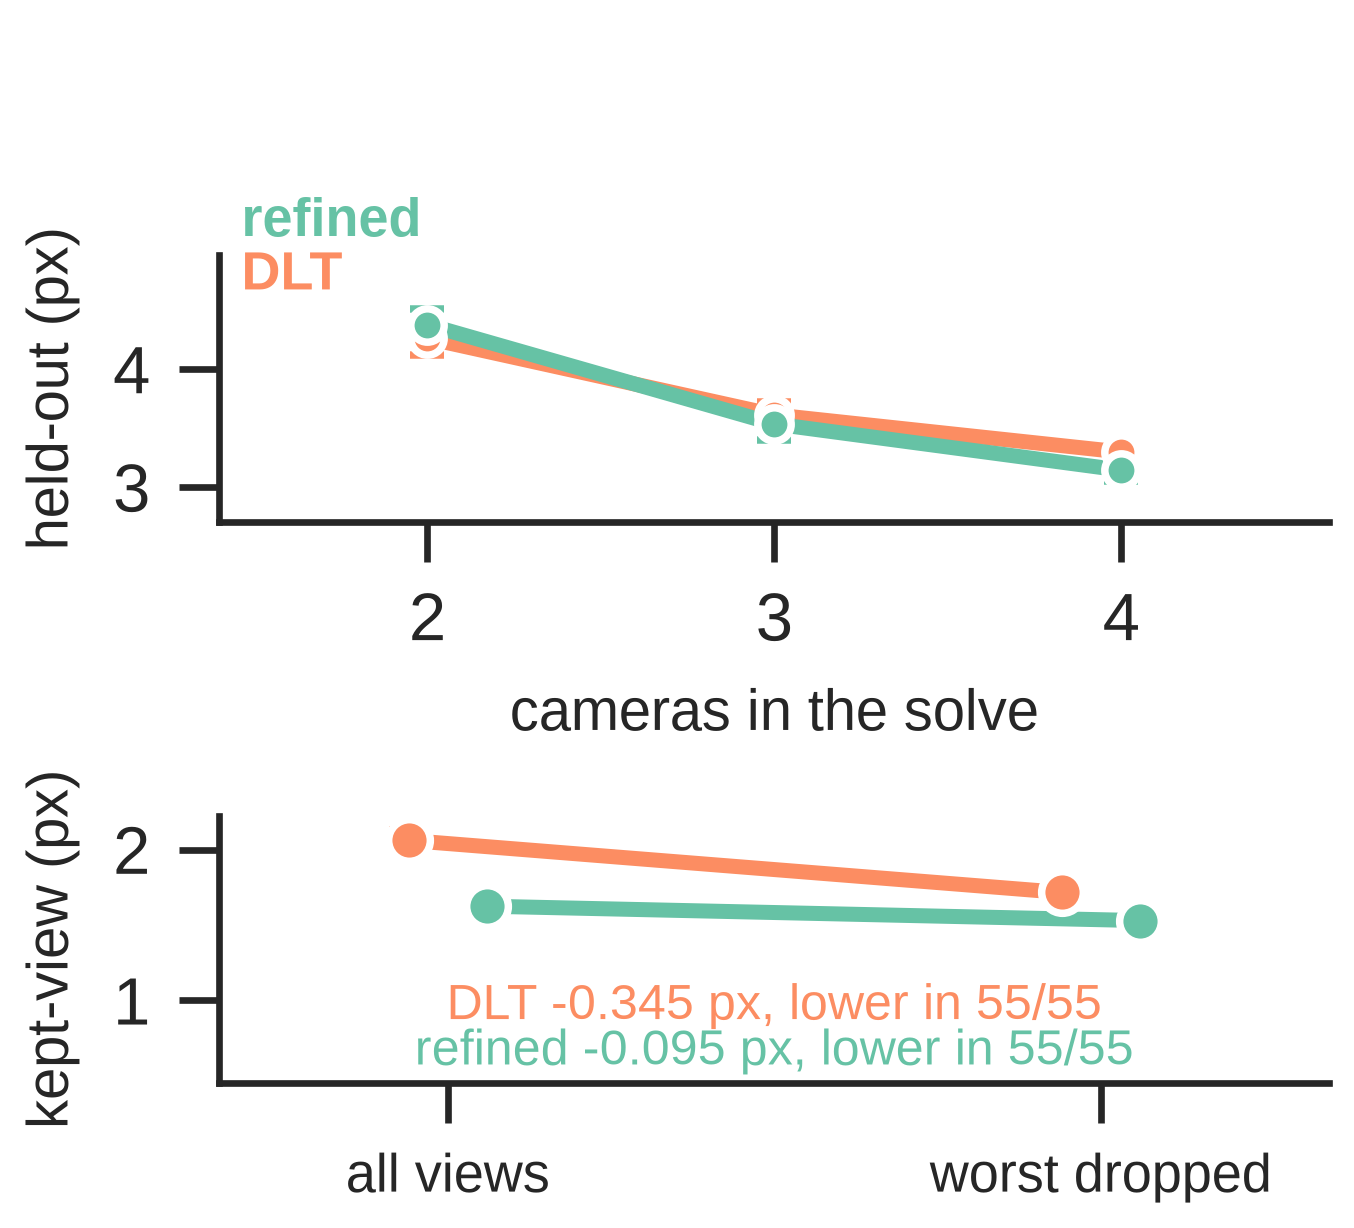 refined
DLT
held-out (px)
4
3
2 3 4
cameras in the solve
kept-view (px)
2
1
DLT -0.345 px, lower in 55/55
refined -0.095 px, lower in 55/55
all views worst dropped